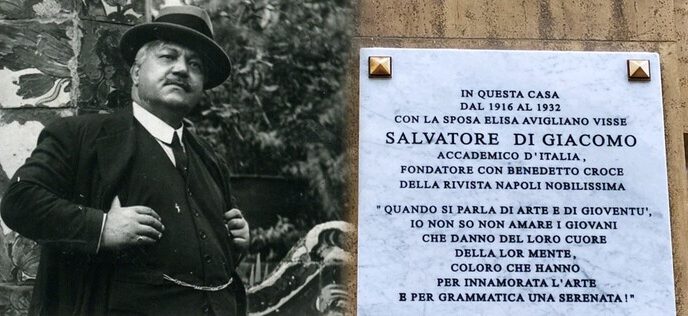 IN QUESTA CASA
DAL 1916 AL 1932
CON LA SPOSA ELISA AVIGLIANO VISSE
SALVATORE DI GIACOMO
ACCADEMICO D'ITALIA,
FONDATORE CON BENEDETTO CROCE
DELLA RIVISTA NAPOLI NOBILISSIMA
"QUANDO SI PARLA DI ARTE E DI GIOVENTU',
IO NON SO NON AMARE I GIOVANI
CHE DANNO DEL LORO CUORE
DELLA LOR MENTE,
COLORO CHE HANNO
PER INNAMORATA L'ARTE
E PER GRAMMATICA UNA SERENATA!"